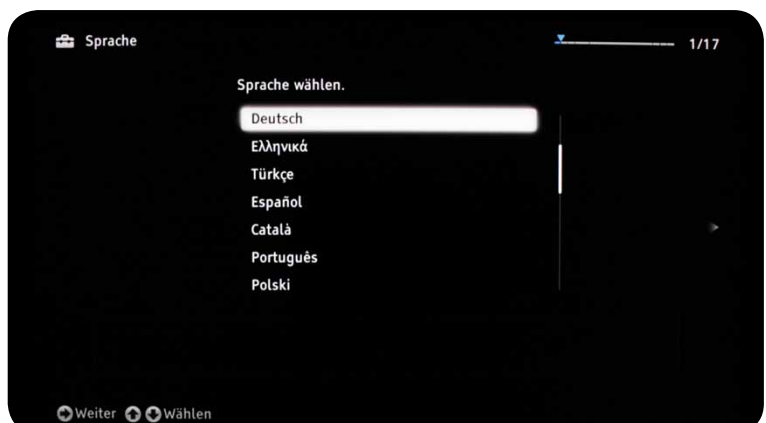 Sprache
1/17
Sprache wählen.
Deutsch
Ελληνικά
Türkçe
Español
Català
Português
Polski
Weiter Wählen